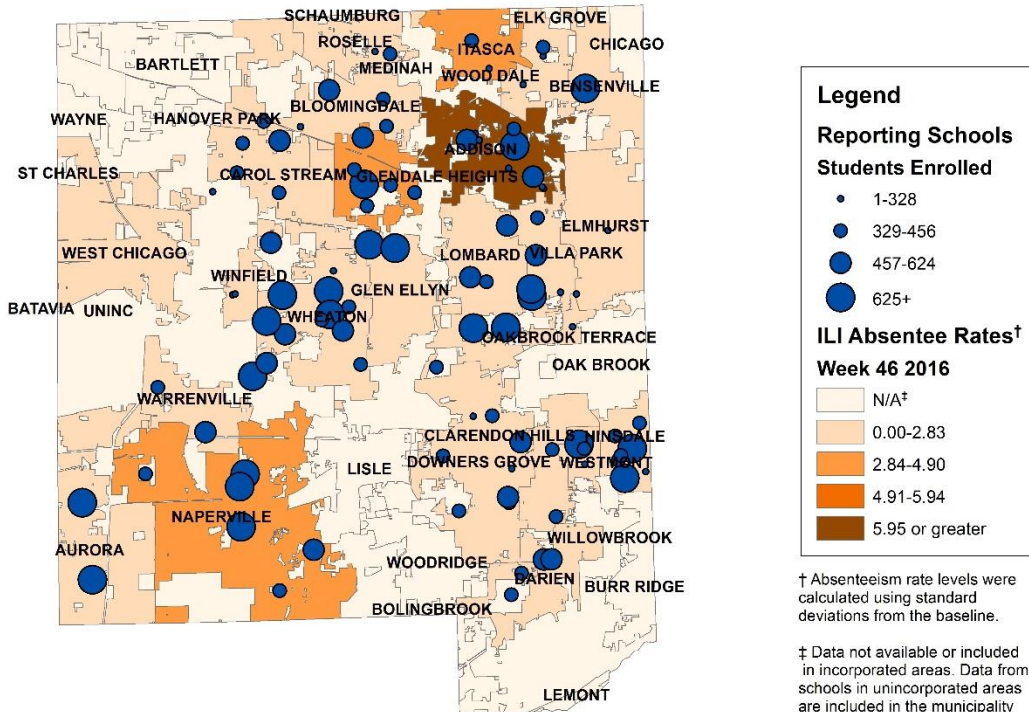 SCHAUMBURG
ELK GROVE
ROSELLE
ITASCA
CHICAGO
BARTLETT
MEDINAH
WOOD DALE
BENSENVILLE
BLOOMINGDALE
WAYNE
HANOVER PARK
ADDISON
ST CHARLES
CAROL STREAM
GLENDALE HEIGHTS
ELMHURST
WEST CHICAGO
LOMBARD
VILLA PARK
WINFIELD
GLEN ELLYN
BATAVIA
UNINC
WHEATON
OAKBROOK TERRACE
OAK BROOK
WARRENVILLE
CLARENDON HILLS
HINSDALE
LISLE
DOWNERS GROVE
WESTMONT
NAPERVILLE
AURORA
WILLOWBROOK
WOODRIDGE
DARIEN
BURR RIDGE
BOLINGBROOK
LEMONT
Legend
Reporting Schools
Students Enrolled
1-328
329-456
457-624
625+
ILI Absentee Rates†
Week 46 2016
N/A‡
0.00-2.83
2.84-4.90
4.91-5.94
5.95 or greater
† Absenteeism rate levels were
calculated using standard
deviations from the baseline.
‡ Data not available or included
in incorporated areas. Data from
schools in unincorporated areas
are included in the municipality